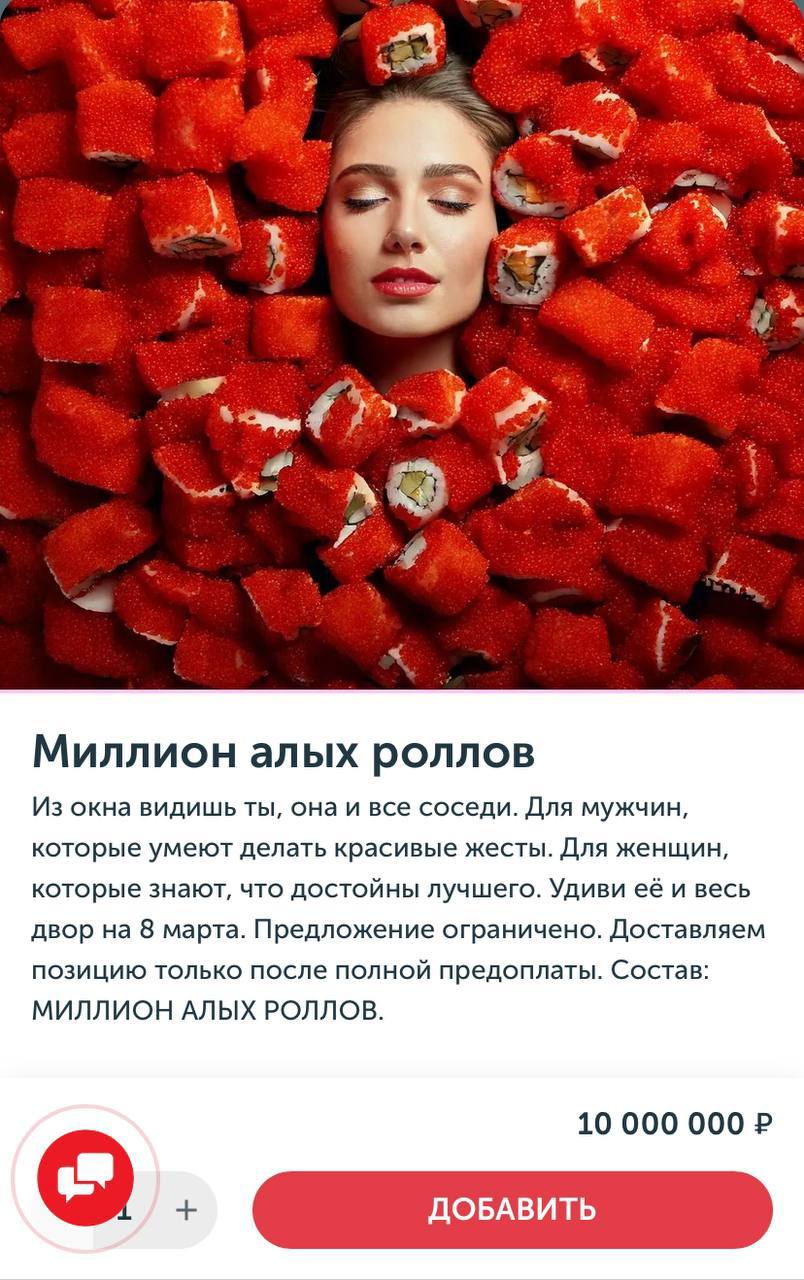 Миллион алых роллов
Из окна видишь ты, она и все соседи. Для мужчин,
которые умеют делать красивые жесты. Для женщин,
которые знают, что достойны лучшего. Удиви её и весь
двор на 8 марта. Предложение ограничено. Доставляем
позицию только после полной предоплаты. Состав:
МИЛЛИОН АЛЫХ РОЛЛОВ.
10 000 000 ₽
1 +
ДОБАВИТЬ